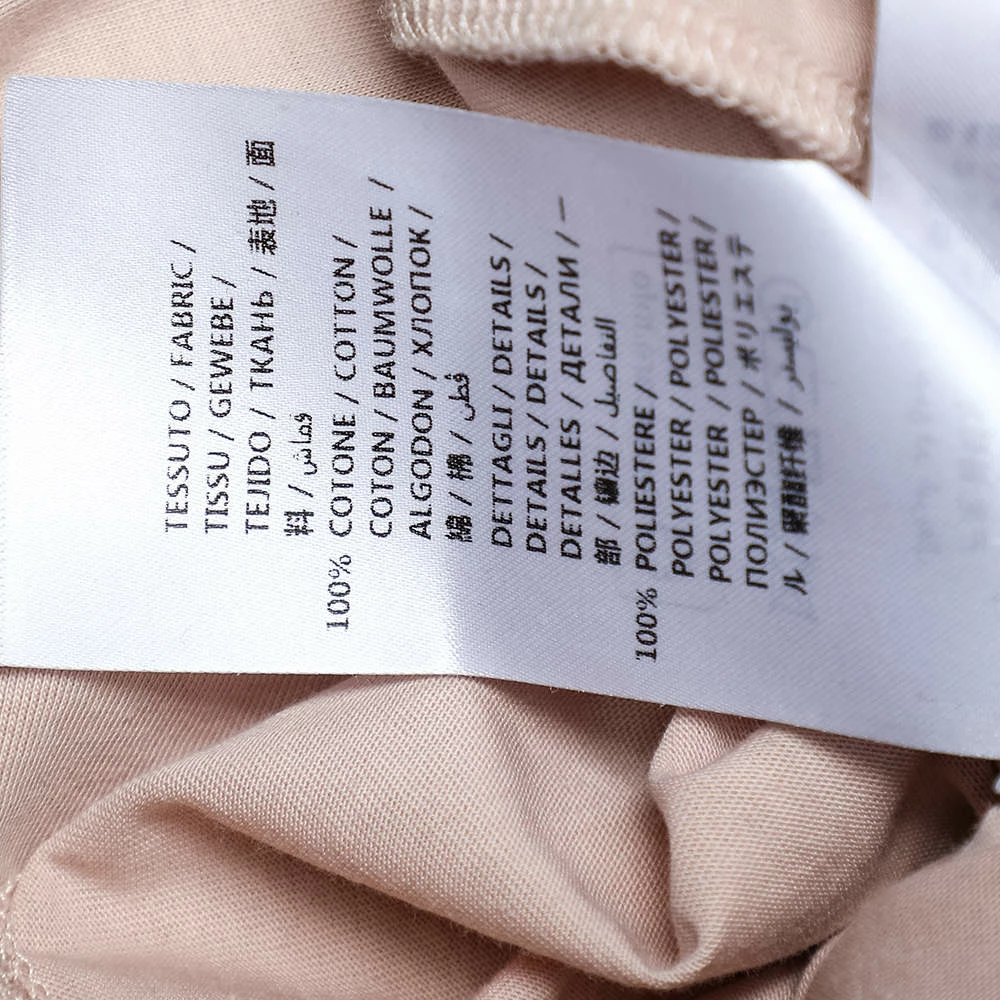 TESSUTO / FABRIC /
TISSU / GEWEBE /
TEJIDO / ТКАНЬ / 表地 / 面
料 / قماش
100% COTONE / COTTON /
COTON / BAUMWOLLE /
ALGODON / ХЛОПОК /
綿 / 棉 / قطن
DETTAGLI / DETAILS /
DETAILS / DETAILS /
DETALLES / ДЕТАЛИ / 一
部 / 镶边 / التفاصيل
100% POLIESTERE /
POLYESTER / POLYESTER /
POLYESTER / POLIESTER /
ПОЛИЭСТЕР / ポリエステ
ル / 聚酯纤维 / بوليستر